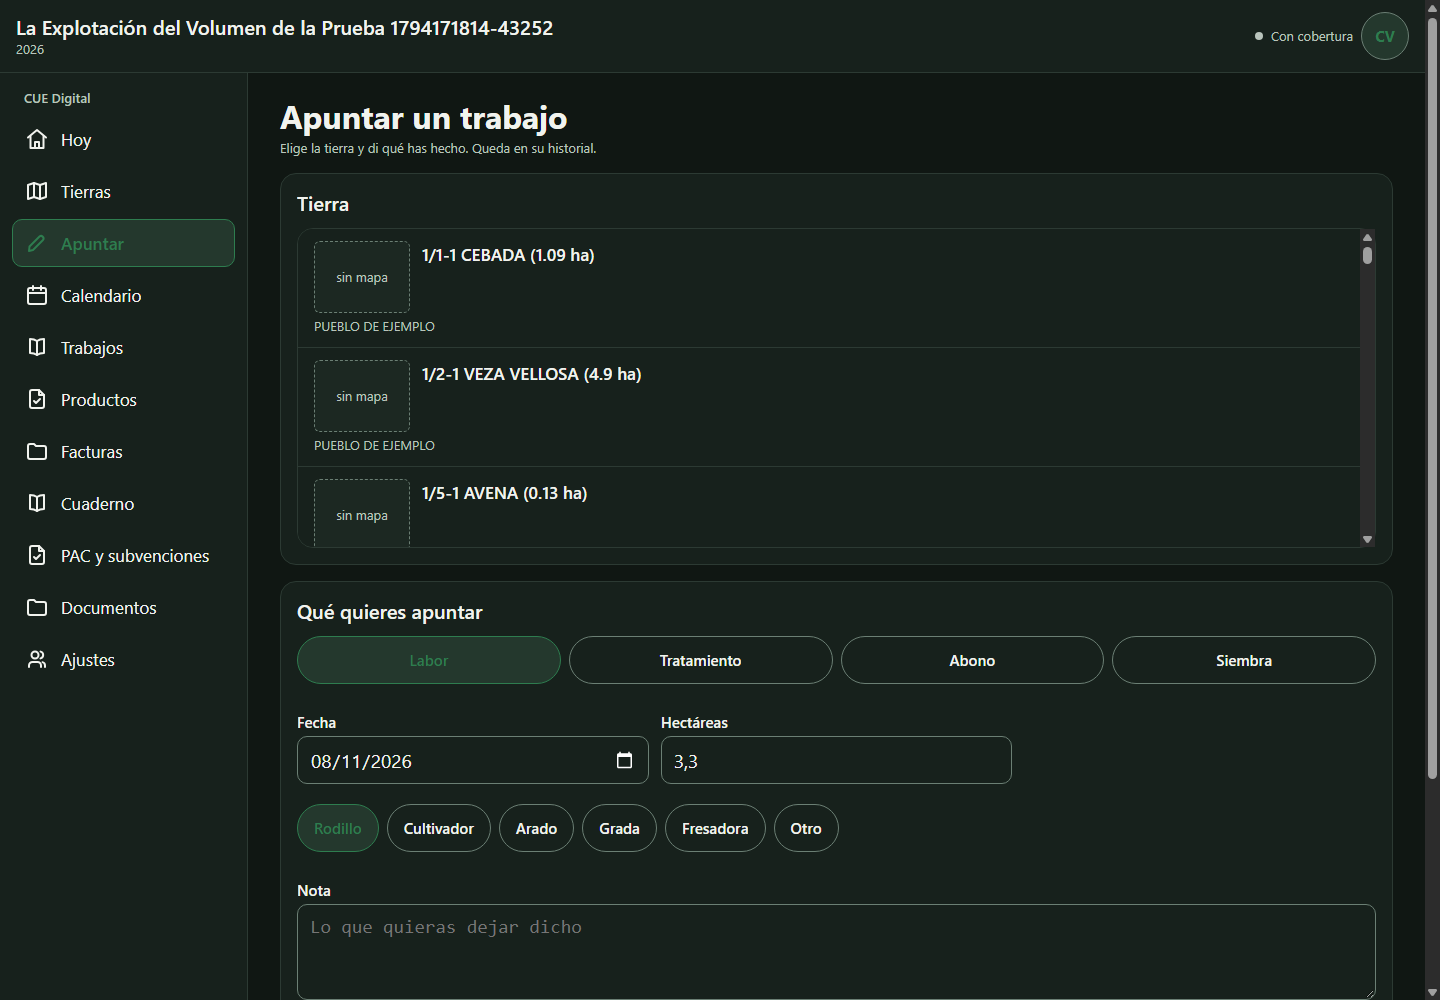 La Explotación del Volumen de la Prueba 1794171814-43252
2026
Con cobertura
CV
CUE Digital
Hoy
Tierras
Apuntar
Calendario
Trabajos
Productos
Facturas
Cuaderno
PAC y subvenciones
Documentos
Ajustes
Apuntar un trabajo
Elige la tierra y di qué has hecho. Queda en su historial.
Tierra
sin mapa
1/1-1 CEBADA (1.09 ha)
PUEBLO DE EJEMPLO
sin mapa
1/2-1 VEZA VELLOSA (4.9 ha)
PUEBLO DE EJEMPLO
sin mapa
1/5-1 AVENA (0.13 ha)
Qué quieres apuntar
Labor
Tratamiento
Abono
Siembra
Fecha
08/11/2026
Hectáreas
3,3
Rodillo
Cultivador
Arado
Grada
Fresadora
Otro
Nota
Lo que quieras dejar dicho